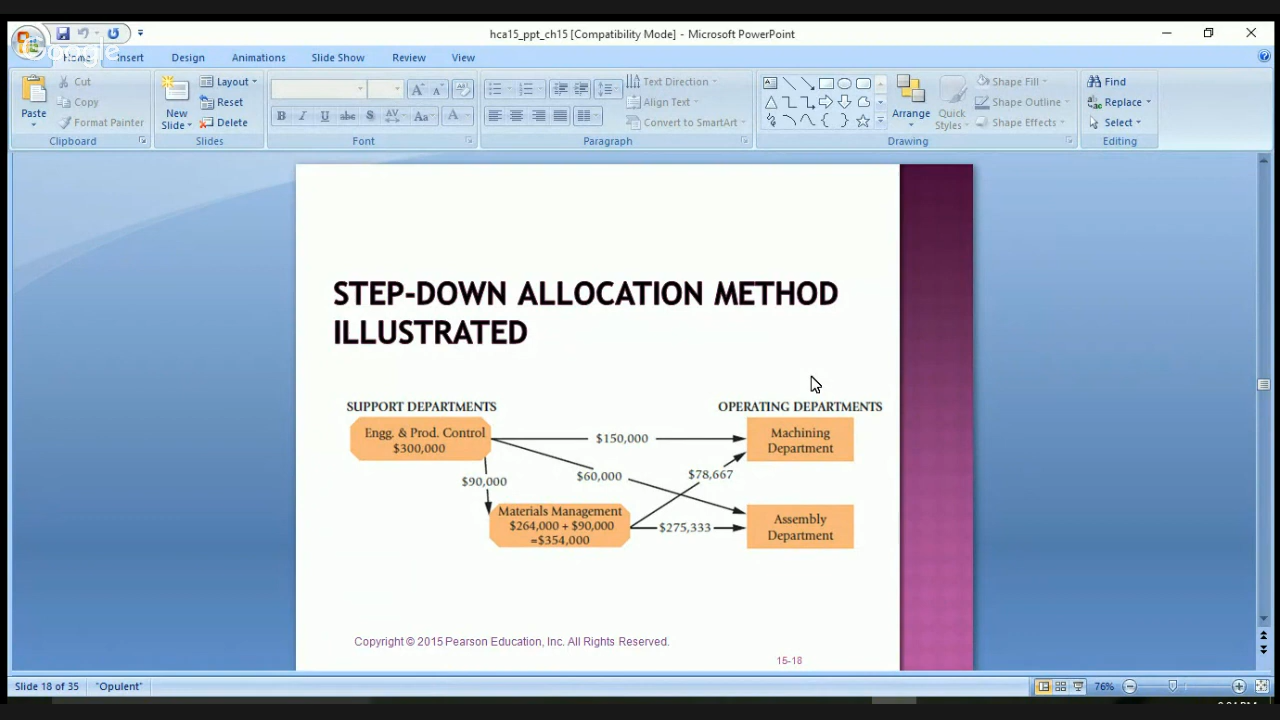 hca15_ppt_ch15 [Compatibility Mode] - Microsoft PowerPoint
Google
Home Insert Design Slide Show Animations Review View
Cut
Copy
Format Painter
Paste
Clipboard
New Slide
Layout
Reset
Delete
Slides
B I U abc S AV Aa A
Font
Text Direction
Align Text
Convert to SmartArt
Paragraph
Arrange
Quick Styles
Shape Fill
Shape Outline
Shape Effects
Drawing
Find
Replace
Select
Editing
STEP-DOWN ALLOCATION METHOD
ILLUSTRATED
SUPPORT DEPARTMENTS
OPERATING DEPARTMENTS
Engg. & Prod. Control
$300,000
$150,000
Machining
Department
$90,000
$60,000
$78,667
Materials Management
$264,000 + $90,000
=$354,000
$275,333
Assembly
Department
Copyright © 2015 Pearson Education, Inc. All Rights Reserved.
15-18
Slide 18 of 35
"Opulent"
76%